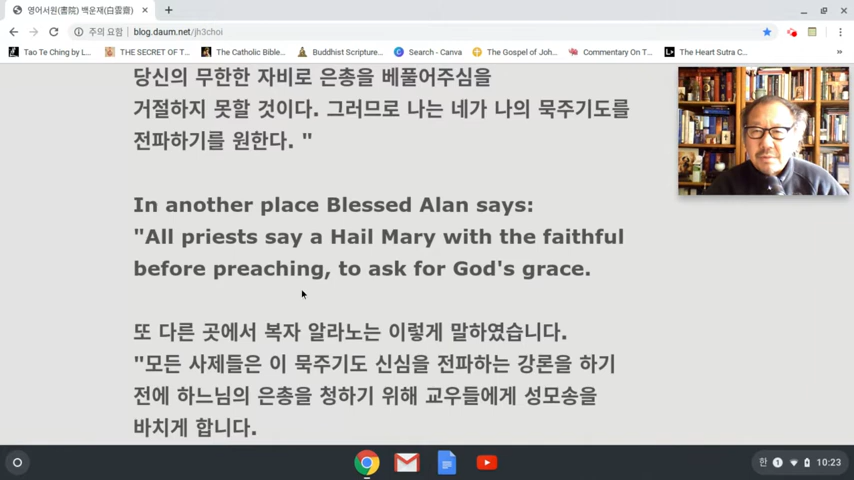 영어서원(書院) 백운재(白雲齋)
주의 요함
blog.daum.net/jh3choi
Tao Te Ching by L...
THE SECRET OF T...
The Catholic Bible...
Buddhist Scripture...
Search - Canva
The Gospel of Joh...
Commentary On T...
The Heart Sutra C...
당신의 무한한 자비로 은총을 베풀어주심을
거절하지 못할 것이다. 그러므로 나는 네가 나의 묵주기도를
전파하기를 원한다. "
In another place Blessed Alan says:
"All priests say a Hail Mary with the faithful
before preaching, to ask for God's grace.
또 다른 곳에서 복자 알라노는 이렇게 말하였습니다.
"모든 사제들은 이 묵주기도 신심을 전파하는 강론을 하기
전에 하느님의 은총을 청하기 위해 교우들에게 성모송을
바치게 합니다.
한 1 10:23